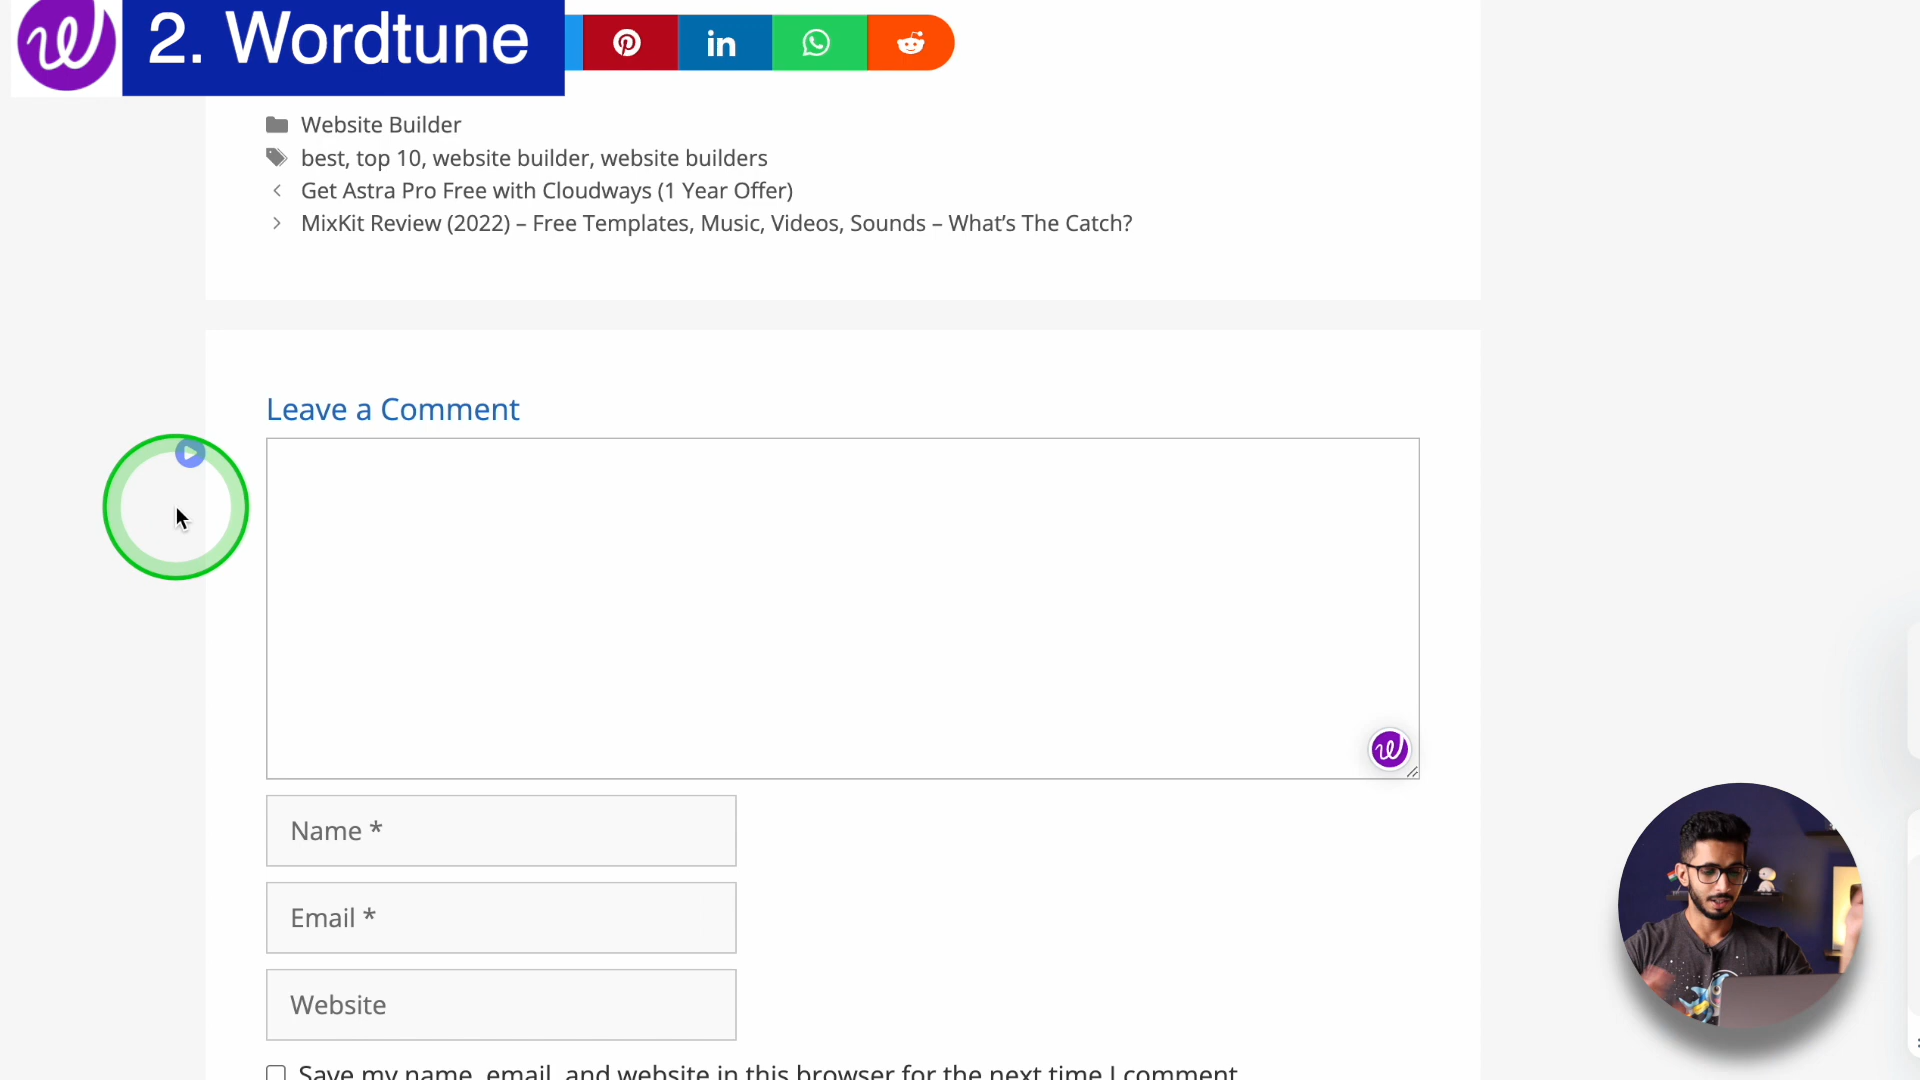 2. Wordtune
Website Builder
best, top 10, website builder, website builders
Get Astra Pro Free with Cloudways (1 Year Offer)
MixKit Review (2022) – Free Templates, Music, Videos, Sounds – What's The Catch?
Leave a Comment
Name *
Email *
Website
Save my name, email, and website in this browser for the next time I comment